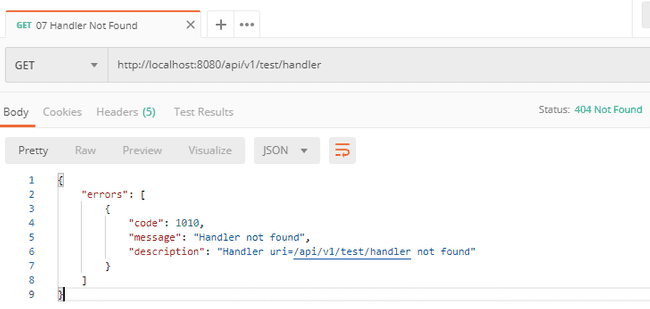 GET 07 Handler Not Found
GET http://localhost:8080/api/v1/test/handler
Body Cookies Headers (5) Test Results Status: 404 Not Found
Pretty Raw Preview Visualize JSON
1 {
2 "errors": [
3 {
4 "code": 1010,
5 "message": "Handler not found",
6 "description": "Handler uri=/api/v1/test/handler not found"
7 }
8 ]
9 }